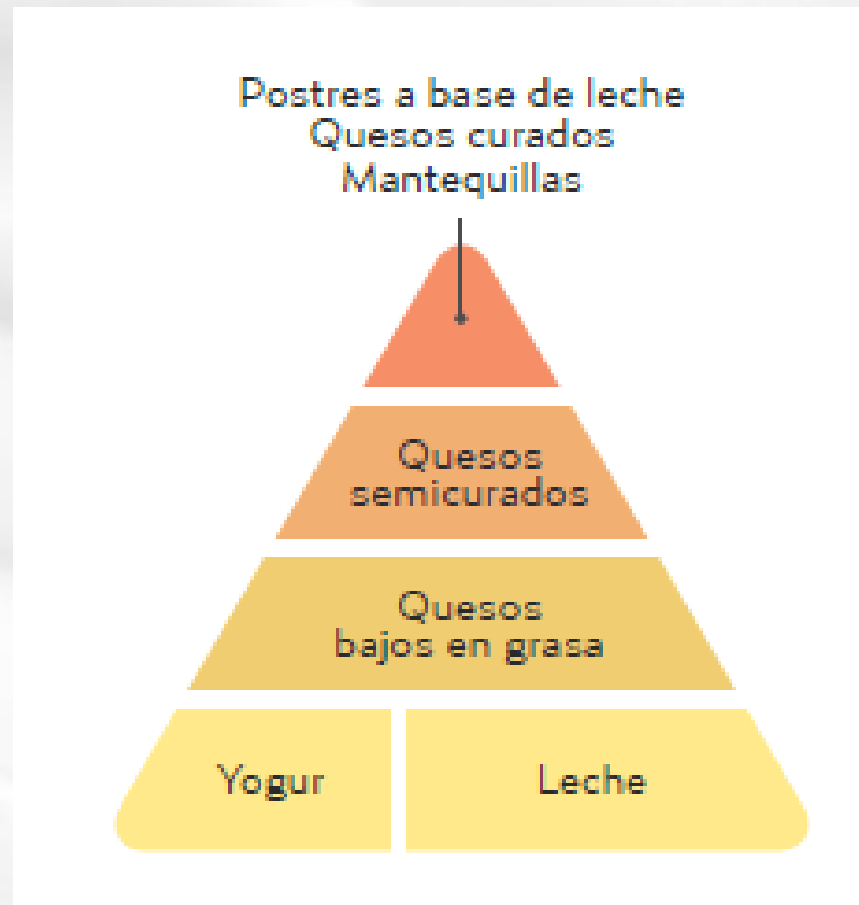 Postres a base de leche
Quesos curados
Mantequillas
Quesos
semicurados
Quesos
bajos en grasa
Yogur
Leche